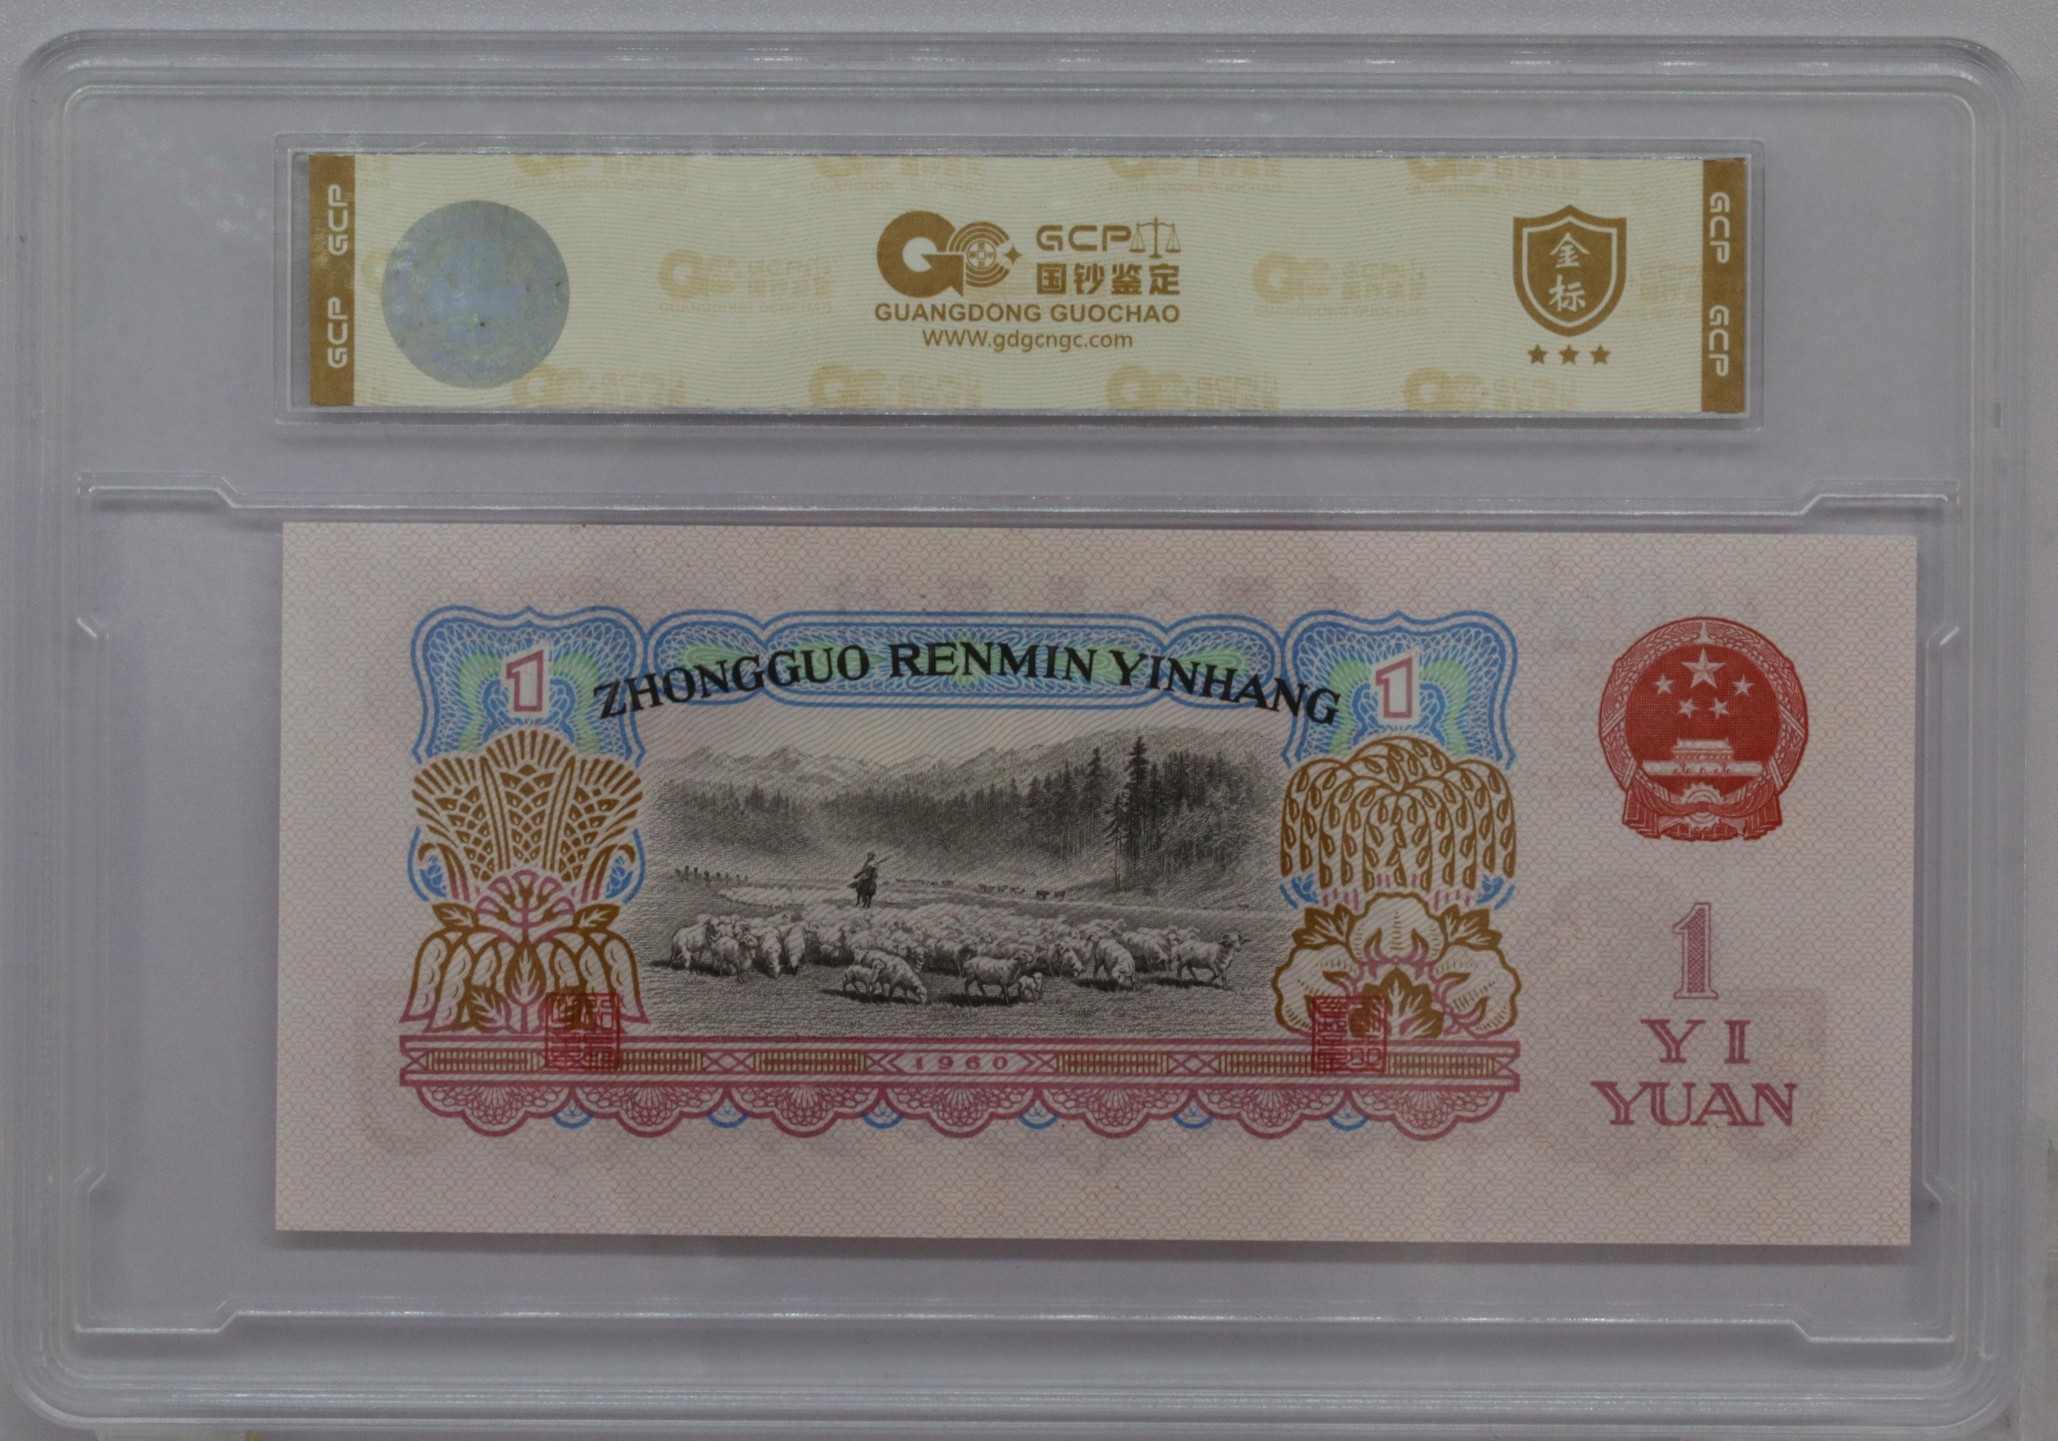 GCP GCP
GCP
国钞鉴定
GUANGDONG GUOCHAO
WWW.gdgcngc.com
金标
GCP GCP
1
ZHONGGUO RENMIN YINHANG
1
1960
1
YI
YUAN